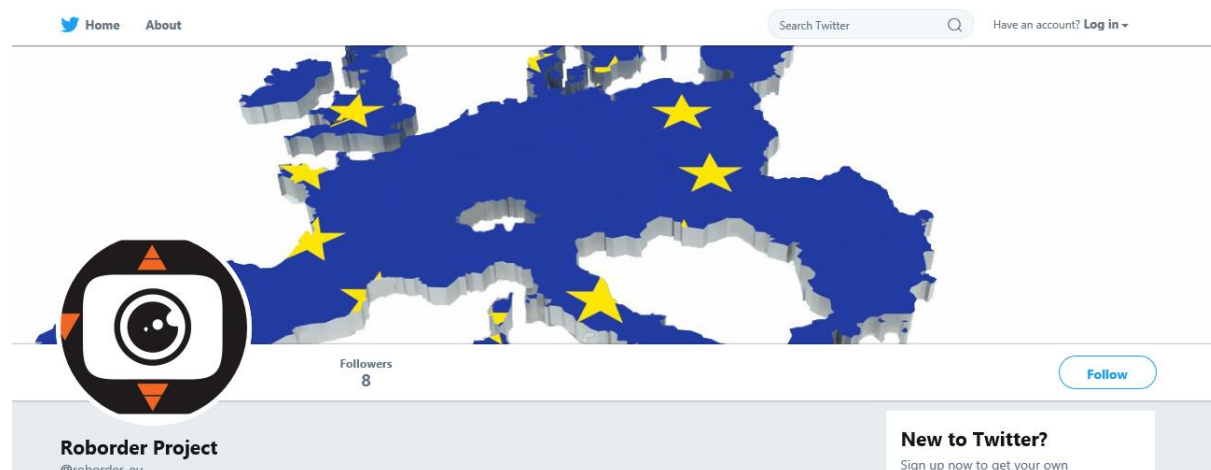 Home About Search Twitter Have an account? Log in
Followers
8
Follow
Roborder Project
New to Twitter?
@roborder_eu
Sign up now to get your own